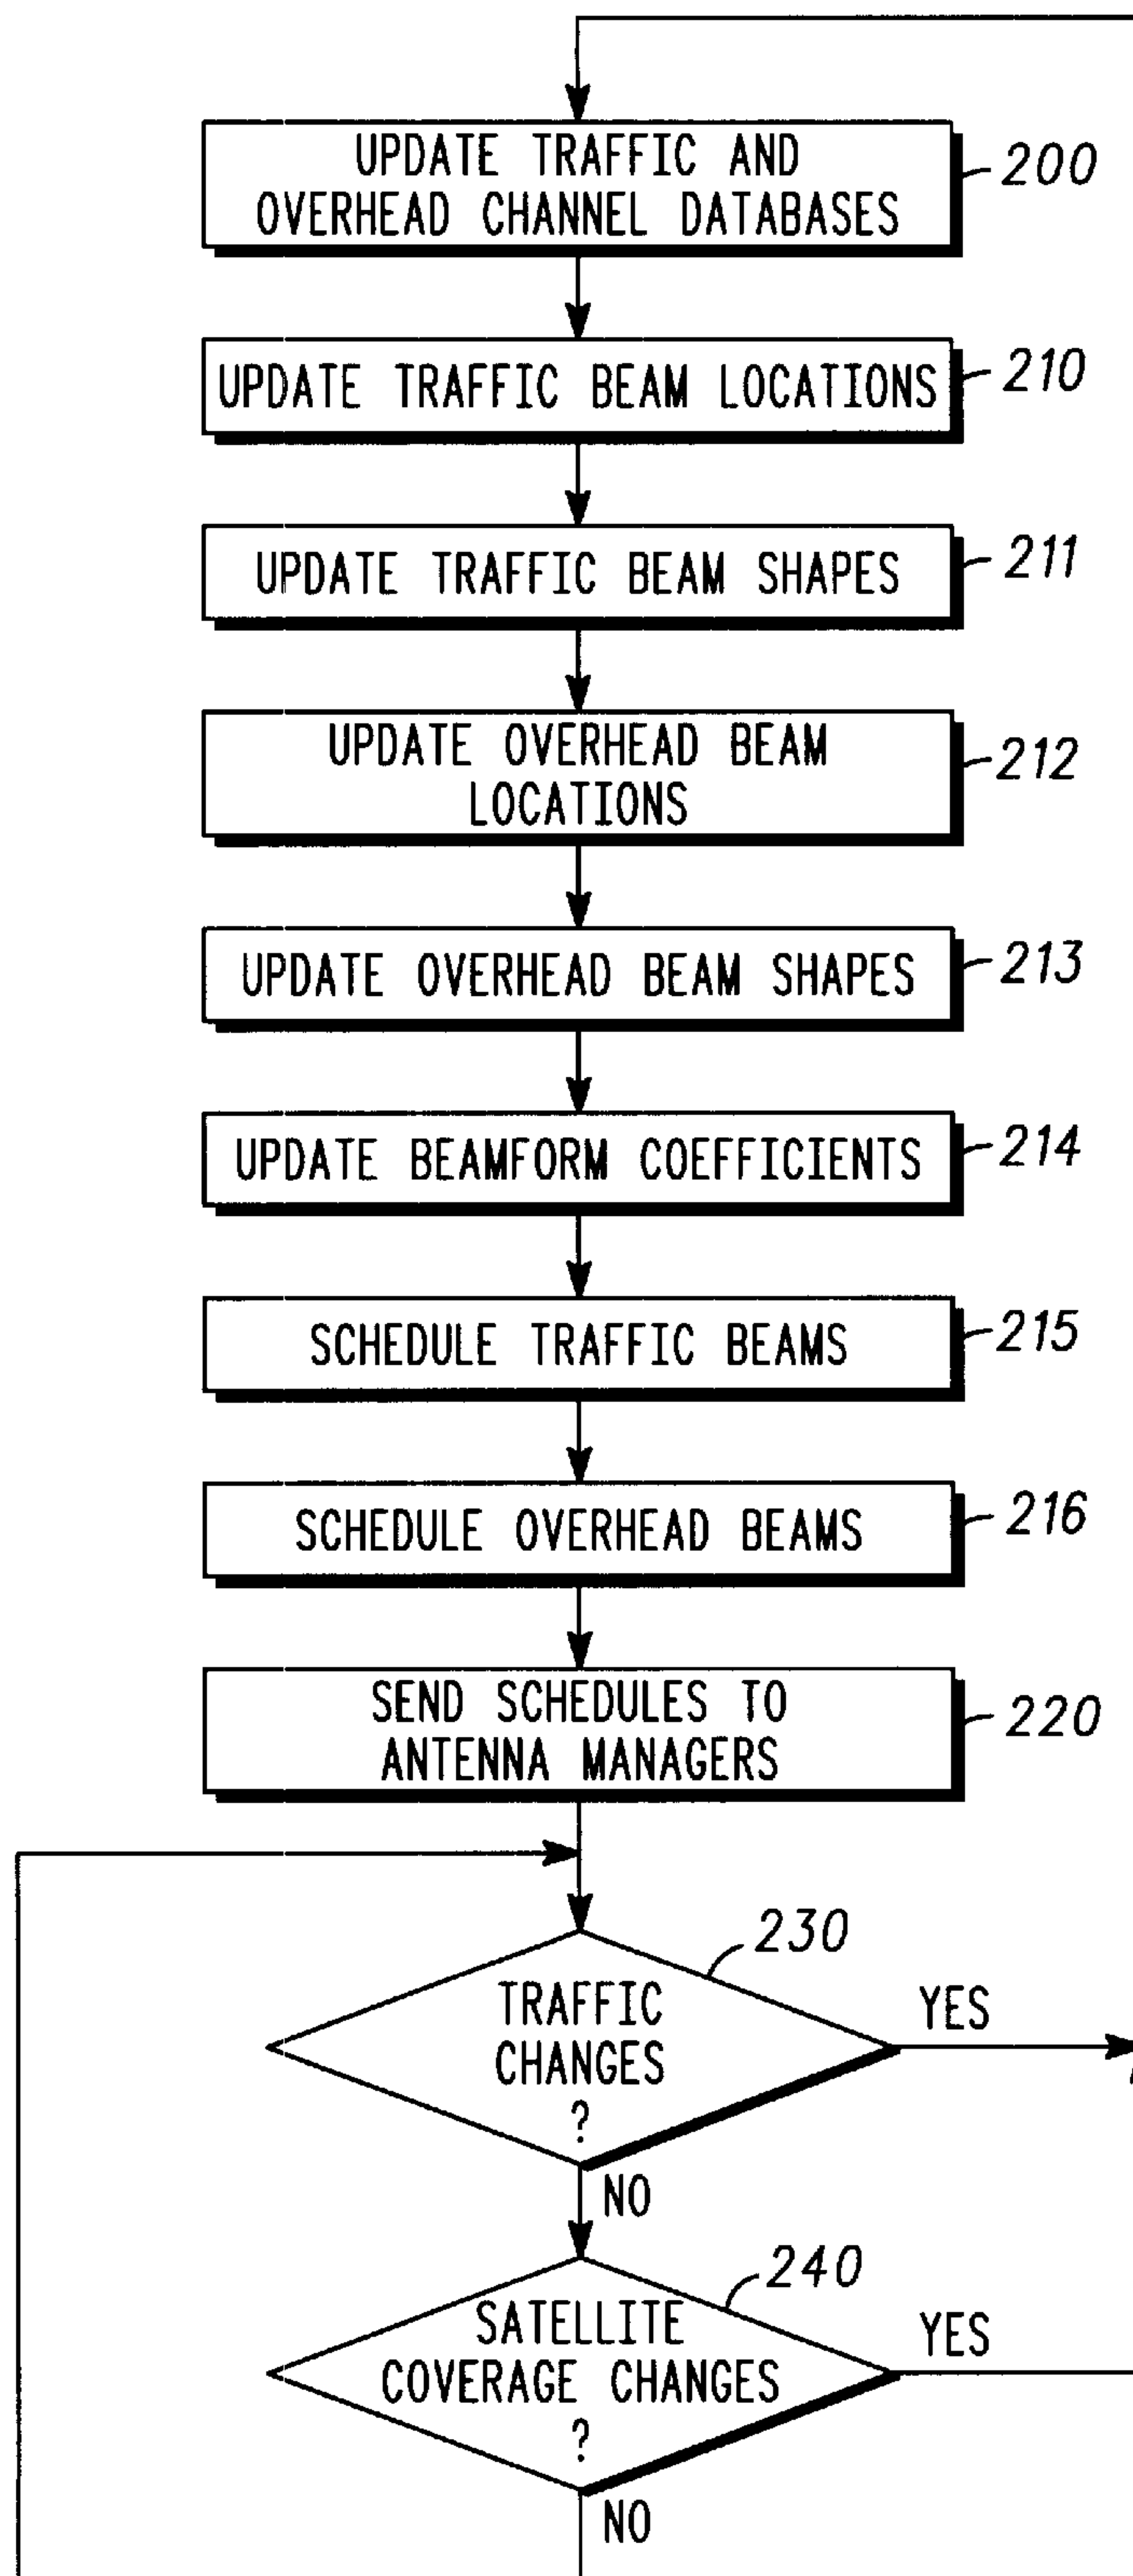 UPDATE TRAFFIC AND
OVERHEAD CHANNEL DATABASES
200
UPDATE TRAFFIC BEAM LOCATIONS
210
UPDATE TRAFFIC BEAM SHAPES
211
UPDATE OVERHEAD BEAM
LOCATIONS
212
UPDATE OVERHEAD BEAM SHAPES
213
UPDATE BEAMFORM COEFFICIENTS
214
SCHEDULE TRAFFIC BEAMS
215
SCHEDULE OVERHEAD BEAMS
216
SEND SCHEDULES TO
ANTENNA MANAGERS
220
230
TRAFFIC
CHANGES
?
YES
NO
240
SATELLITE
COVERAGE CHANGES
?
YES
NO